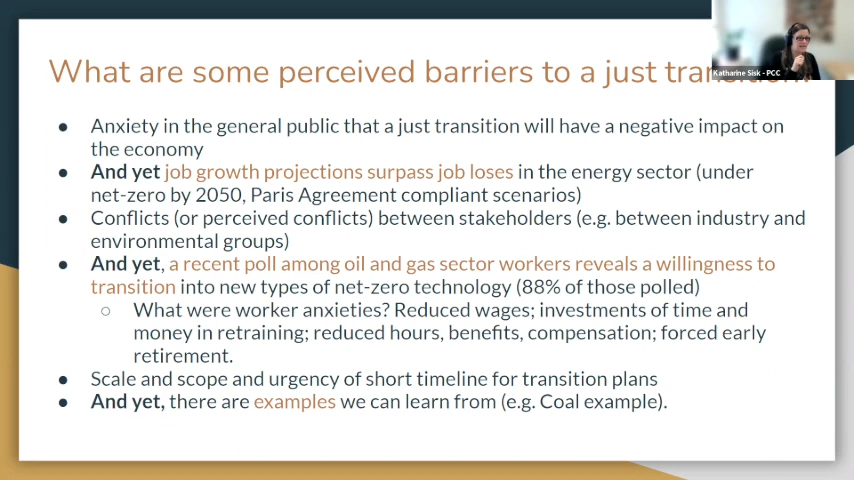 What are some perceived barriers to a just
Katharine Sisk - PCC
● Anxiety in the general public that a just transition will have a negative impact on
the economy
● And yet job growth projections surpass job loses in the energy sector (under
net-zero by 2050, Paris Agreement compliant scenarios)
● Conflicts (or perceived conflicts) between stakeholders (e.g. between industry and
environmental groups)
● And yet, a recent poll among oil and gas sector workers reveals a willingness to
transition into new types of net-zero technology (88% of those polled)
○ What were worker anxieties? Reduced wages; investments of time and
money in retraining; reduced hours, benefits, compensation; forced early
retirement.
● Scale and scope and urgency of short timeline for transition plans
● And yet, there are examples we can learn from (e.g. Coal example).